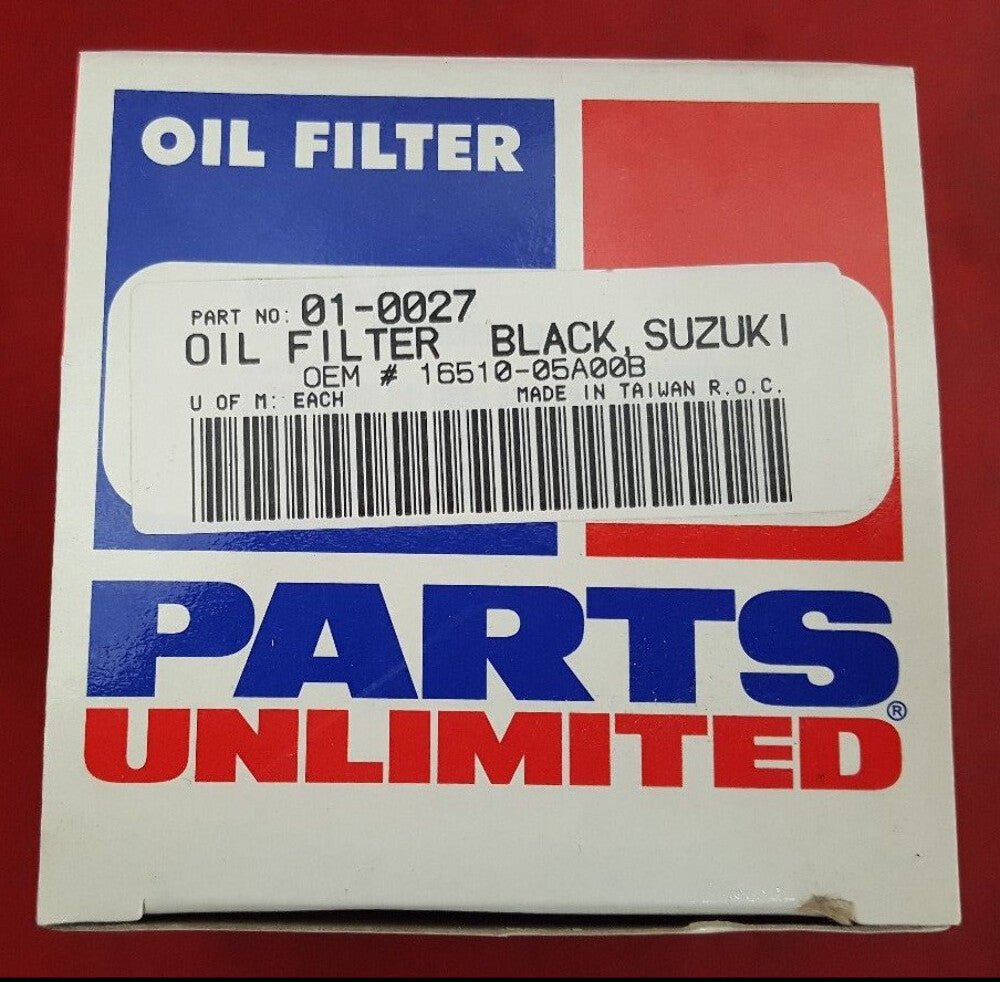 OIL FILTER
PART NO: 01-0027
OIL FILTER BLACK, SUZUKI
OEM # 16510-05A00B
U OF M: EACH MADE IN TAIWAN R.O.C.
PARTS
UNLIMITED®